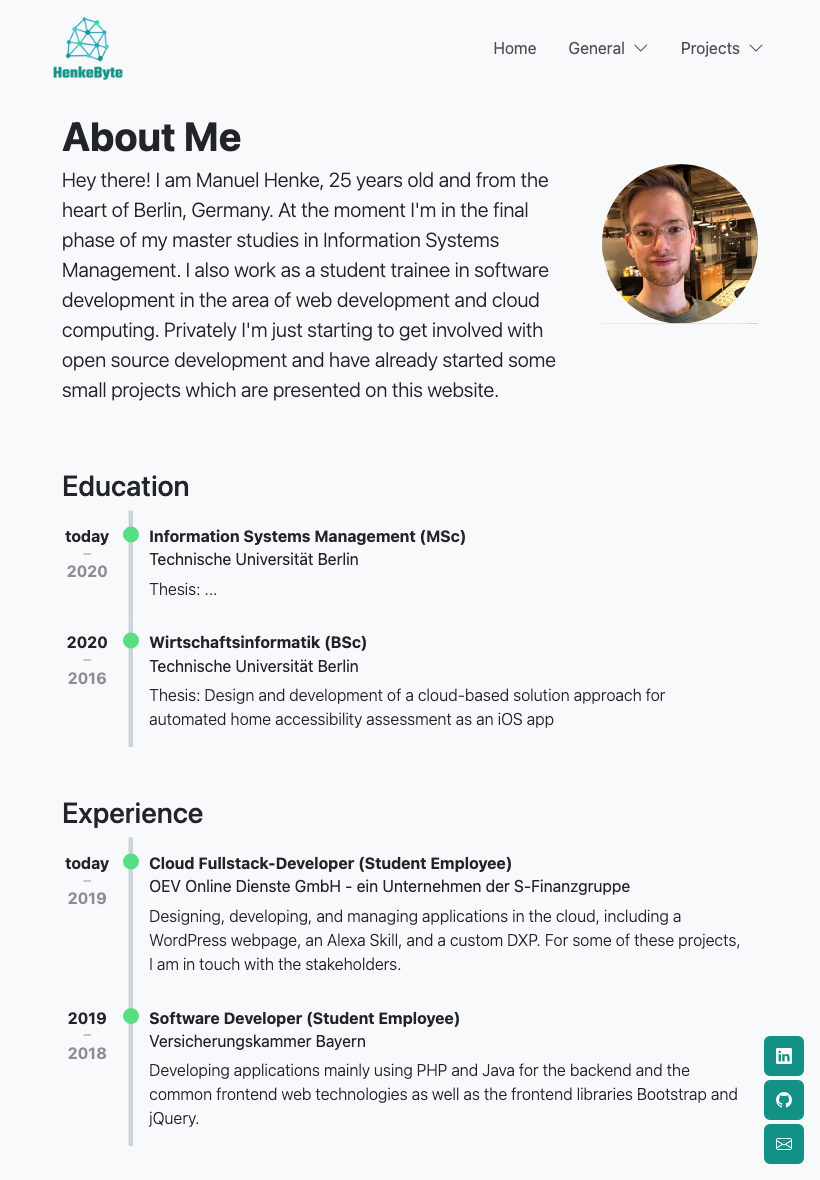 HenkeByte
Home
General
Projects
About Me
Hey there! I am Manuel Henke, 25 years old and from the
heart of Berlin, Germany. At the moment I'm in the final
phase of my master studies in Information Systems
Management. I also work as a student trainee in software
development in the area of web development and cloud
computing. Privately I'm just starting to get involved with
open source development and have already started some
small projects which are presented on this website.
Education
today
–
2020
Information Systems Management (MSc)
Technische Universität Berlin
Thesis: ...
2020
–
2016
Wirtschaftsinformatik (BSc)
Technische Universität Berlin
Thesis: Design and development of a cloud-based solution approach for
automated home accessibility assessment as an iOS app
Experience
today
–
2019
Cloud Fullstack-Developer (Student Employee)
OEV Online Dienste GmbH - ein Unternehmen der S-Finanzgruppe
Designing, developing, and managing applications in the cloud, including a
WordPress webpage, an Alexa Skill, and a custom DXP. For some of these projects,
I am in touch with the stakeholders.
2019
–
2018
Software Developer (Student Employee)
Versicherungskammer Bayern
Developing applications mainly using PHP and Java for the backend and the
common frontend web technologies as well as the frontend libraries Bootstrap and
jQuery.
in